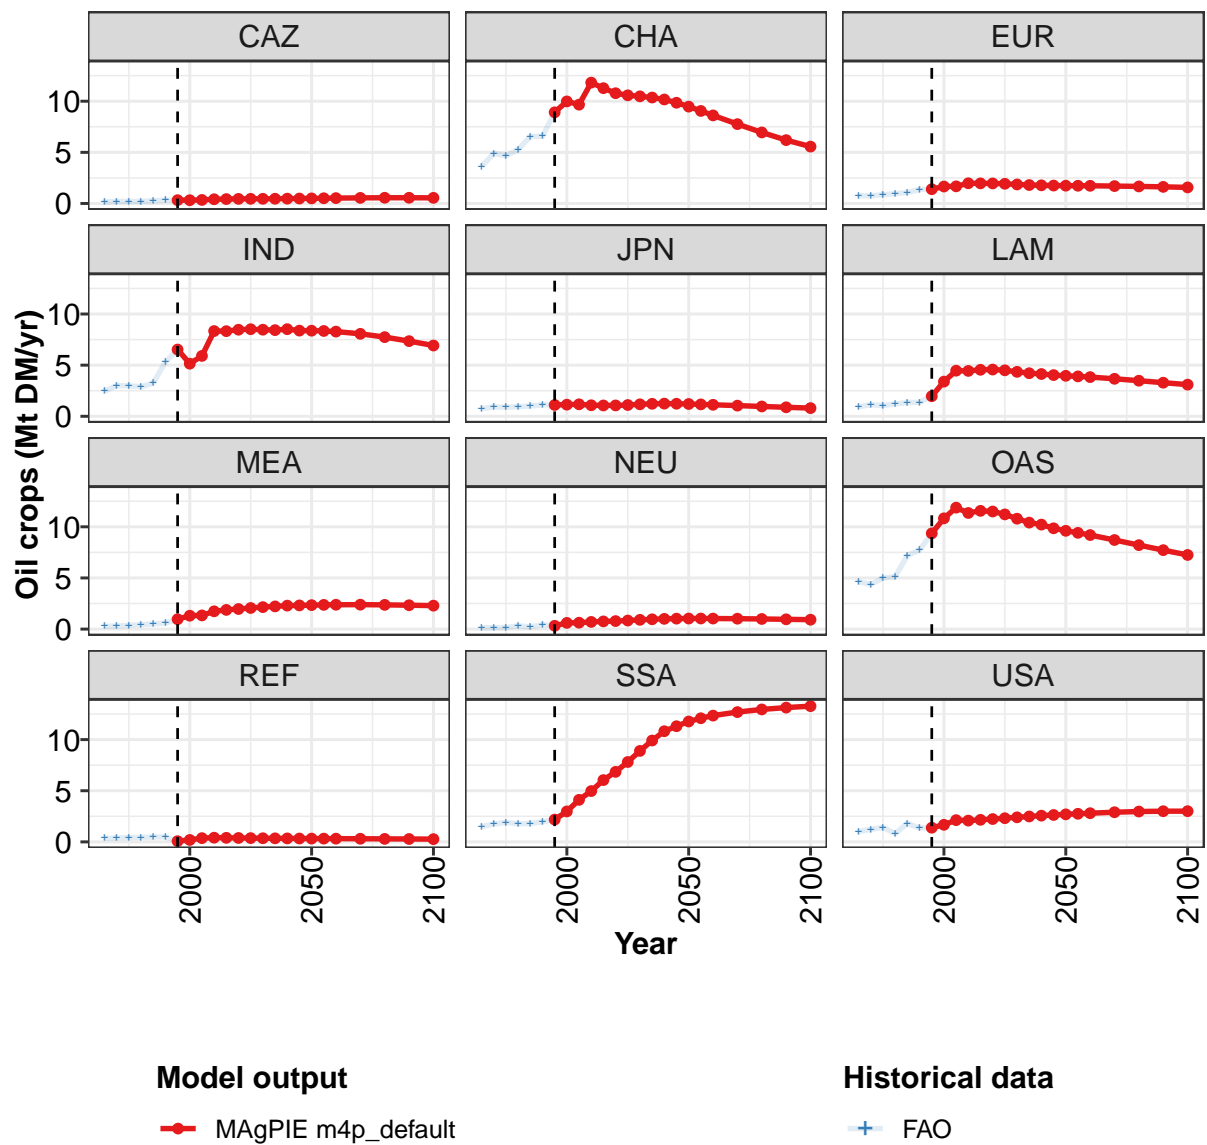 CAZ CHA EUR
10
5
0
IND JPN LAM
10
5
0
MEA NEU OAS
10
5
0
REF SSA USA
10
5
0
2000 2050 2100 2000 2050 2100 2000 2050 2100
Oil crops (Mt DM/yr)
Year
Model output Historical data
MAgPIE m4p_default FAO